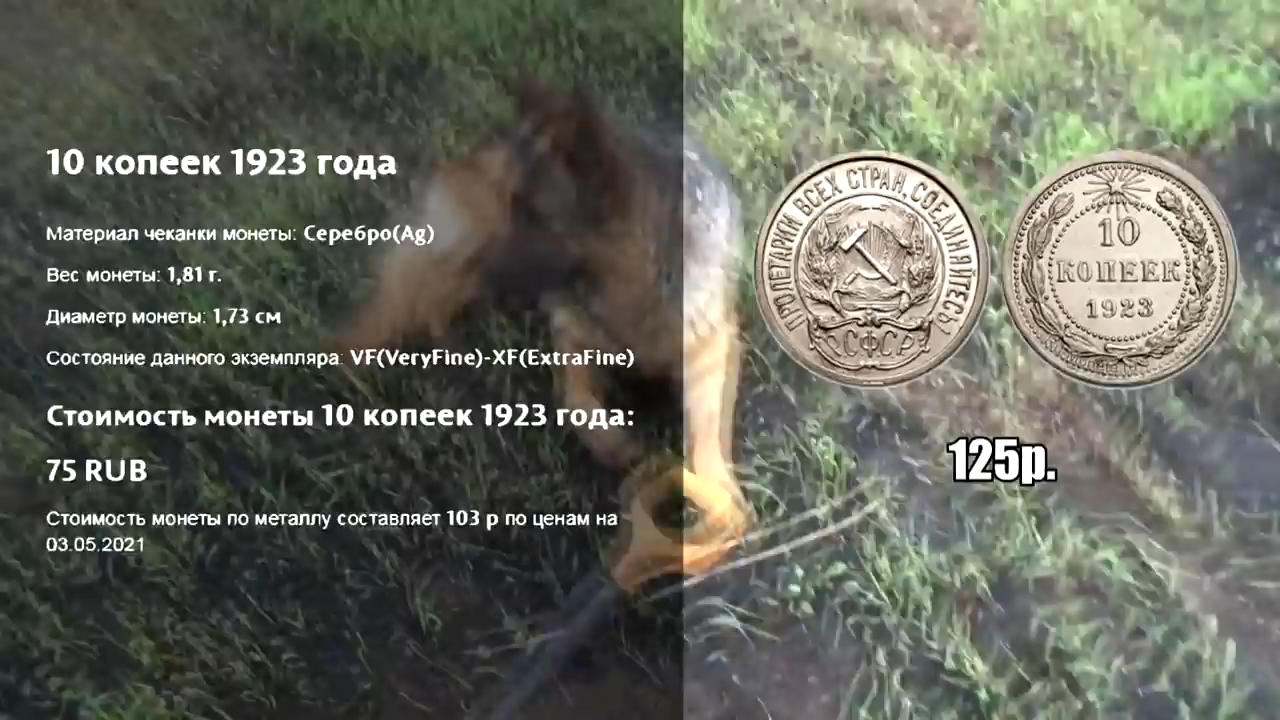 10 копеек 1923 года
Материал чеканки монеты: Серебро(Ag)
Вес монеты: 1,81 г.
Диаметр монеты: 1,73 см
Состояние данного экземпляра: VF(VeryFine)-XF(ExtraFine)
Стоимость монеты 10 копеек 1923 года:
75 RUB
Стоимость монеты по металлу составляет 103 р по ценам на
03.05.2021
ПРОЛЕТАРИИ ВСЕХ СТРАН, СОЕДИНЯЙТЕСЬ!
РСФСР
10
КОПЕЕК
1923
125р.